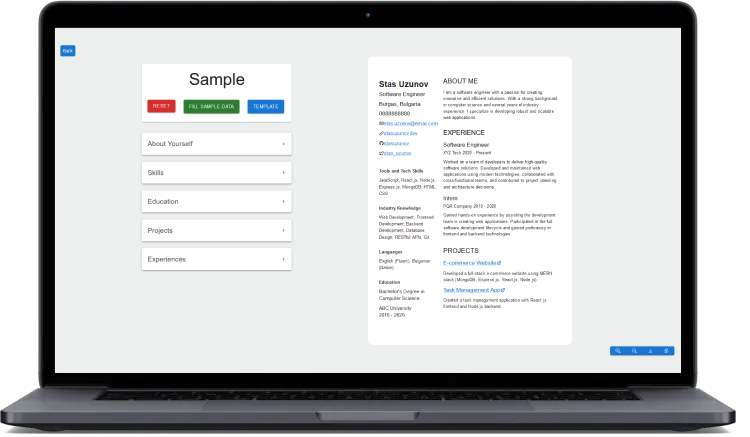 Back
Sample
RESET
FILL SAMPLE DATA
TEMPLATE
About Yourself
Skills
Education
Projects
Experiences
Stas Uzunov
Software Engineer
Burgas, Bulgaria
0888888888
stas.uzunov@email.com
stasuzunov.dev
stasuzunov
stas_uzunov
Tools and Tech Skills
JavaScript, React.js, Node.js,
Express.js, MongoDB, HTML,
CSS
Industry Knowledge
Web Development, Frontend
Development, Backend
Development, Database
Design, RESTful APIs, Git
Languages
English (Fluent), Bulgarian
(Native)
Education
Bachelor's Degree in
Computer Science
ABC University
2016 - 2020
ABOUT ME
I am a software engineer with a passion for creating
innovative and efficient solutions. With a strong background
in computer science and several years of industry
experience, I specialize in developing robust and scalable
web applications.
EXPERIENCE
Software Engineer
XYZ Tech 2020 - Present
Worked on a team of developers to deliver high-quality
software solutions. Developed and maintained web
applications using modern technologies, collaborated with
cross-functional teams, and contributed to project planning
and architecture decisions.
Intern
PQR Company 2019 - 2020
Gained hands-on experience by assisting the development
team in creating web applications. Participated in the full
software development lifecycle and gained proficiency in
frontend and backend technologies.
PROJECTS
E-commerce Website
Developed a full-stack e-commerce website using MERN
stack (MongoDB, Express.js, React.js, Node.js).
Task Management App
Created a task management application with React.js
frontend and Node.js backend.